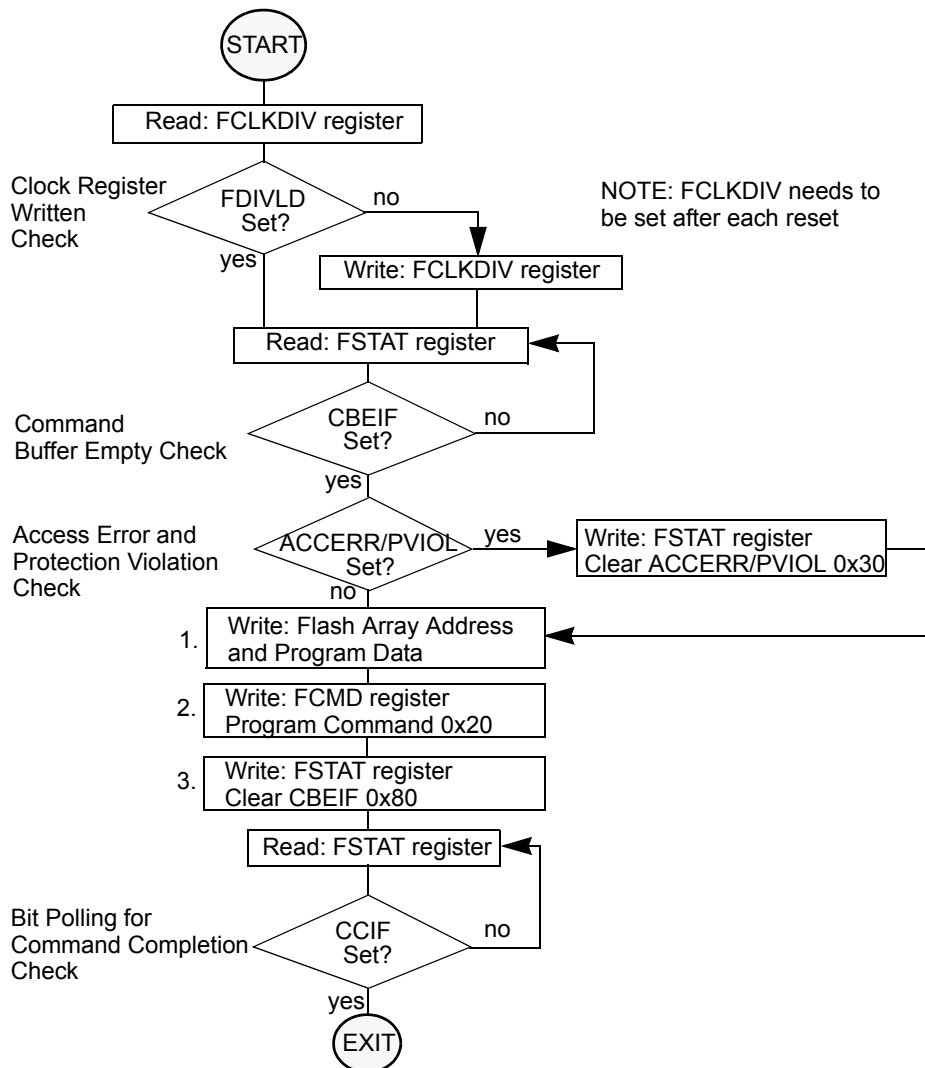 START
Read: FCLKDIV register
Clock Register
Written
Check
FDIVLD
Set?
no
yes
NOTE: FCLKDIV needs to
be set after each reset
Write: FCLKDIV register
Read: FSTAT register
Command
Buffer Empty Check
CBEIF
Set?
no
yes
Access Error and
Protection Violation
Check
ACCERR/PVIOL
Set?
yes
no
Write: FSTAT register
Clear ACCERR/PVIOL 0x30
1.
Write: Flash Array Address
and Program Data
2.
Write: FCMD register
Program Command 0x20
3.
Write: FSTAT register
Clear CBEIF 0x80
Read: FSTAT register
Bit Polling for
Command Completion
Check
CCIF
Set?
no
yes
EXIT